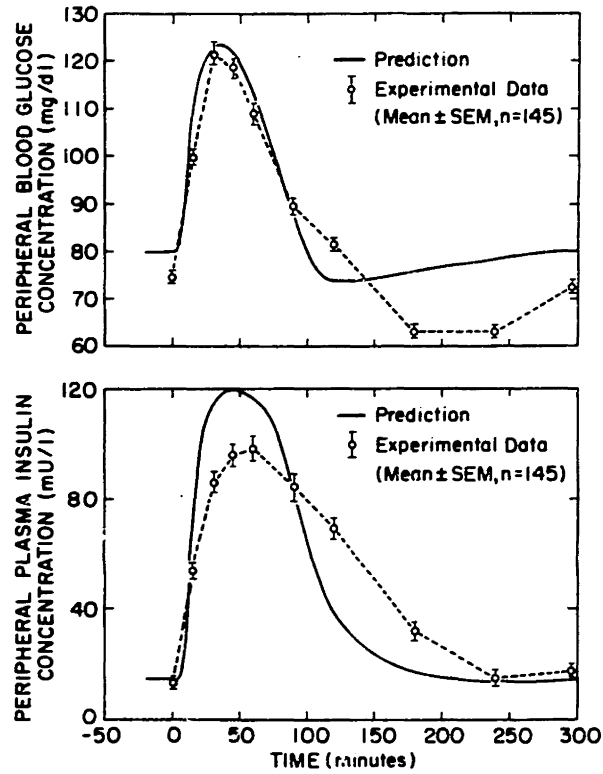 PERIPHERAL BLOOD GLUCOSE
CONCENTRATION (mg/dl)
130
120
110
100
90
80
70
60
Prediction
Experimental Data
(Mean ± SEM, n=145)
PERIPHERAL PLASMA INSULIN
CONCENTRATION (mU/l)
120
80
40
0
Prediction
Experimental Data
(Mean ± SEM, n=145)
-50 0 50 100 150 200 250 300
TIME (minutes)